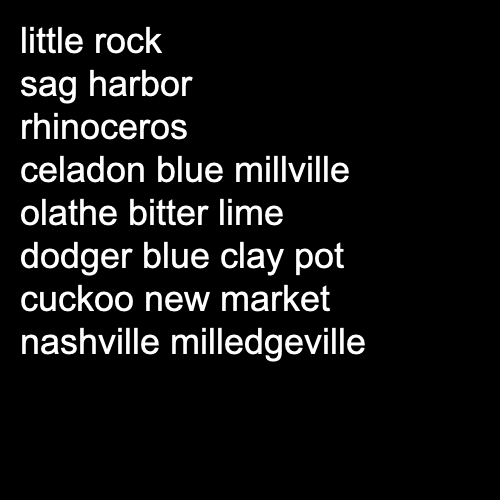 little rock
sag harbor
rhinoceros
celadon blue millville
olathe bitter lime
dodger blue clay pot
cuckoo new market
nashville milledgeville